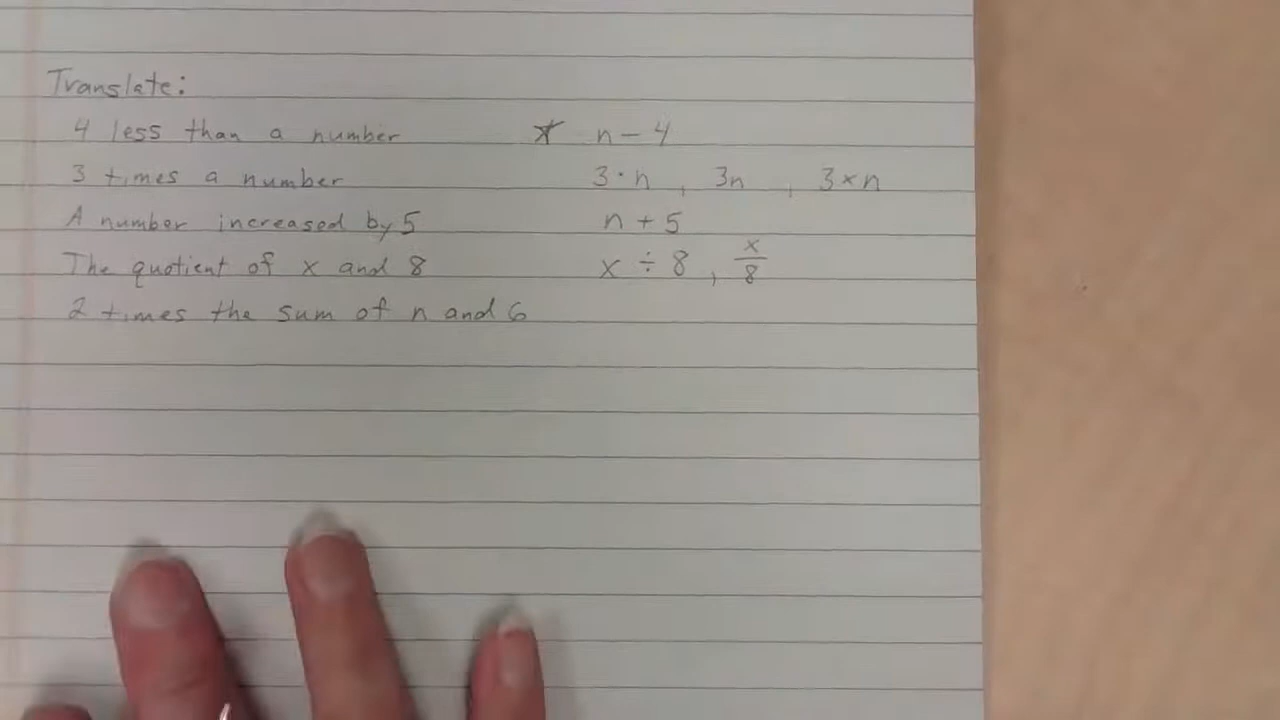 Translate:
4 less than a number * n - 4
3 times a number 3 · n , 3n , 3 × n
A number increased by 5 n + 5
The quotient of x and 8 x ÷ 8 , x/8
2 times the sum of n and 6